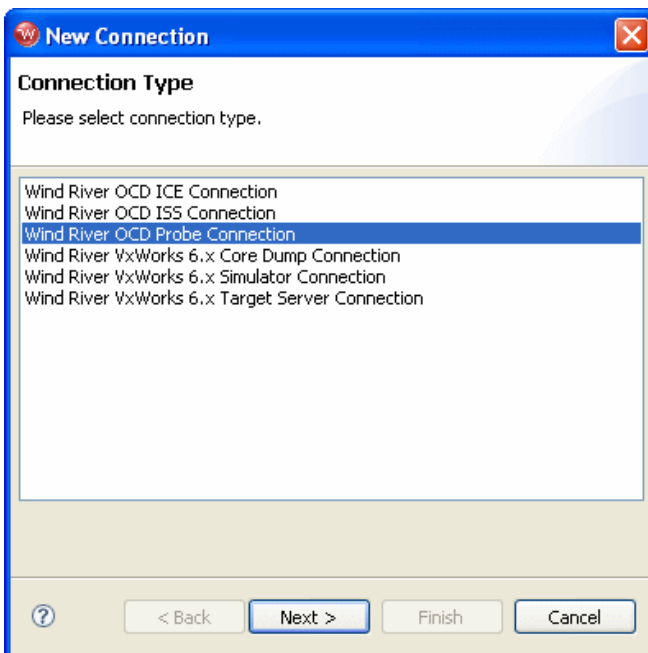 New Connection
Connection Type
Please select connection type.
Wind River OCD ICE Connection
Wind River OCD ISS Connection
Wind River OCD Probe Connection
Wind River VxWorks 6.x Core Dump Connection
Wind River VxWorks 6.x Simulator Connection
Wind River VxWorks 6.x Target Server Connection
? < Back Next > Finish Cancel